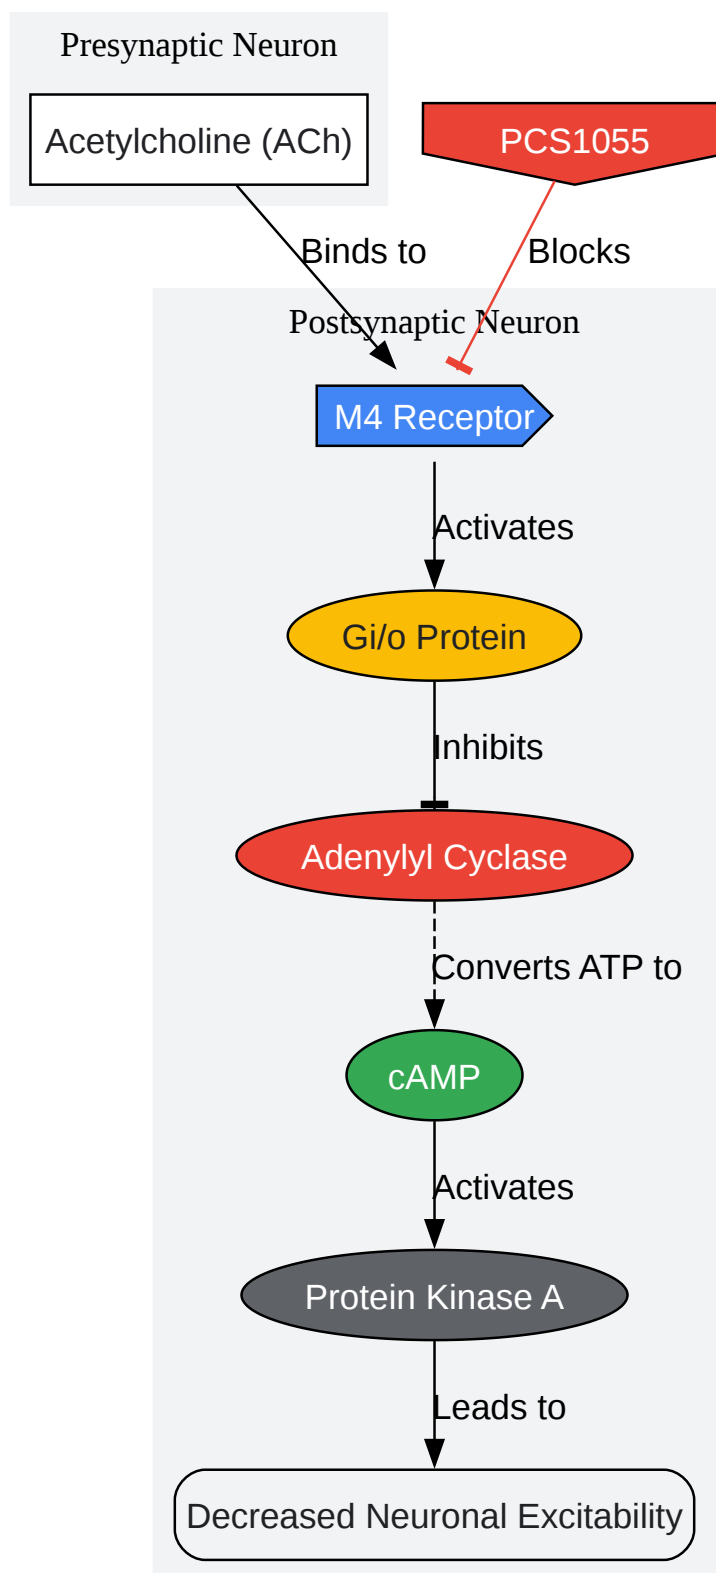 Presynaptic Neuron
Acetylcholine (ACh)
PCS1055
Binds to
Blocks
Postsynaptic Neuron
M4 Receptor
Activates
Gi/o Protein
Inhibits
Adenylyl Cyclase
Converts ATP to
cAMP
Activates
Protein Kinase A
Leads to
Decreased Neuronal Excitability